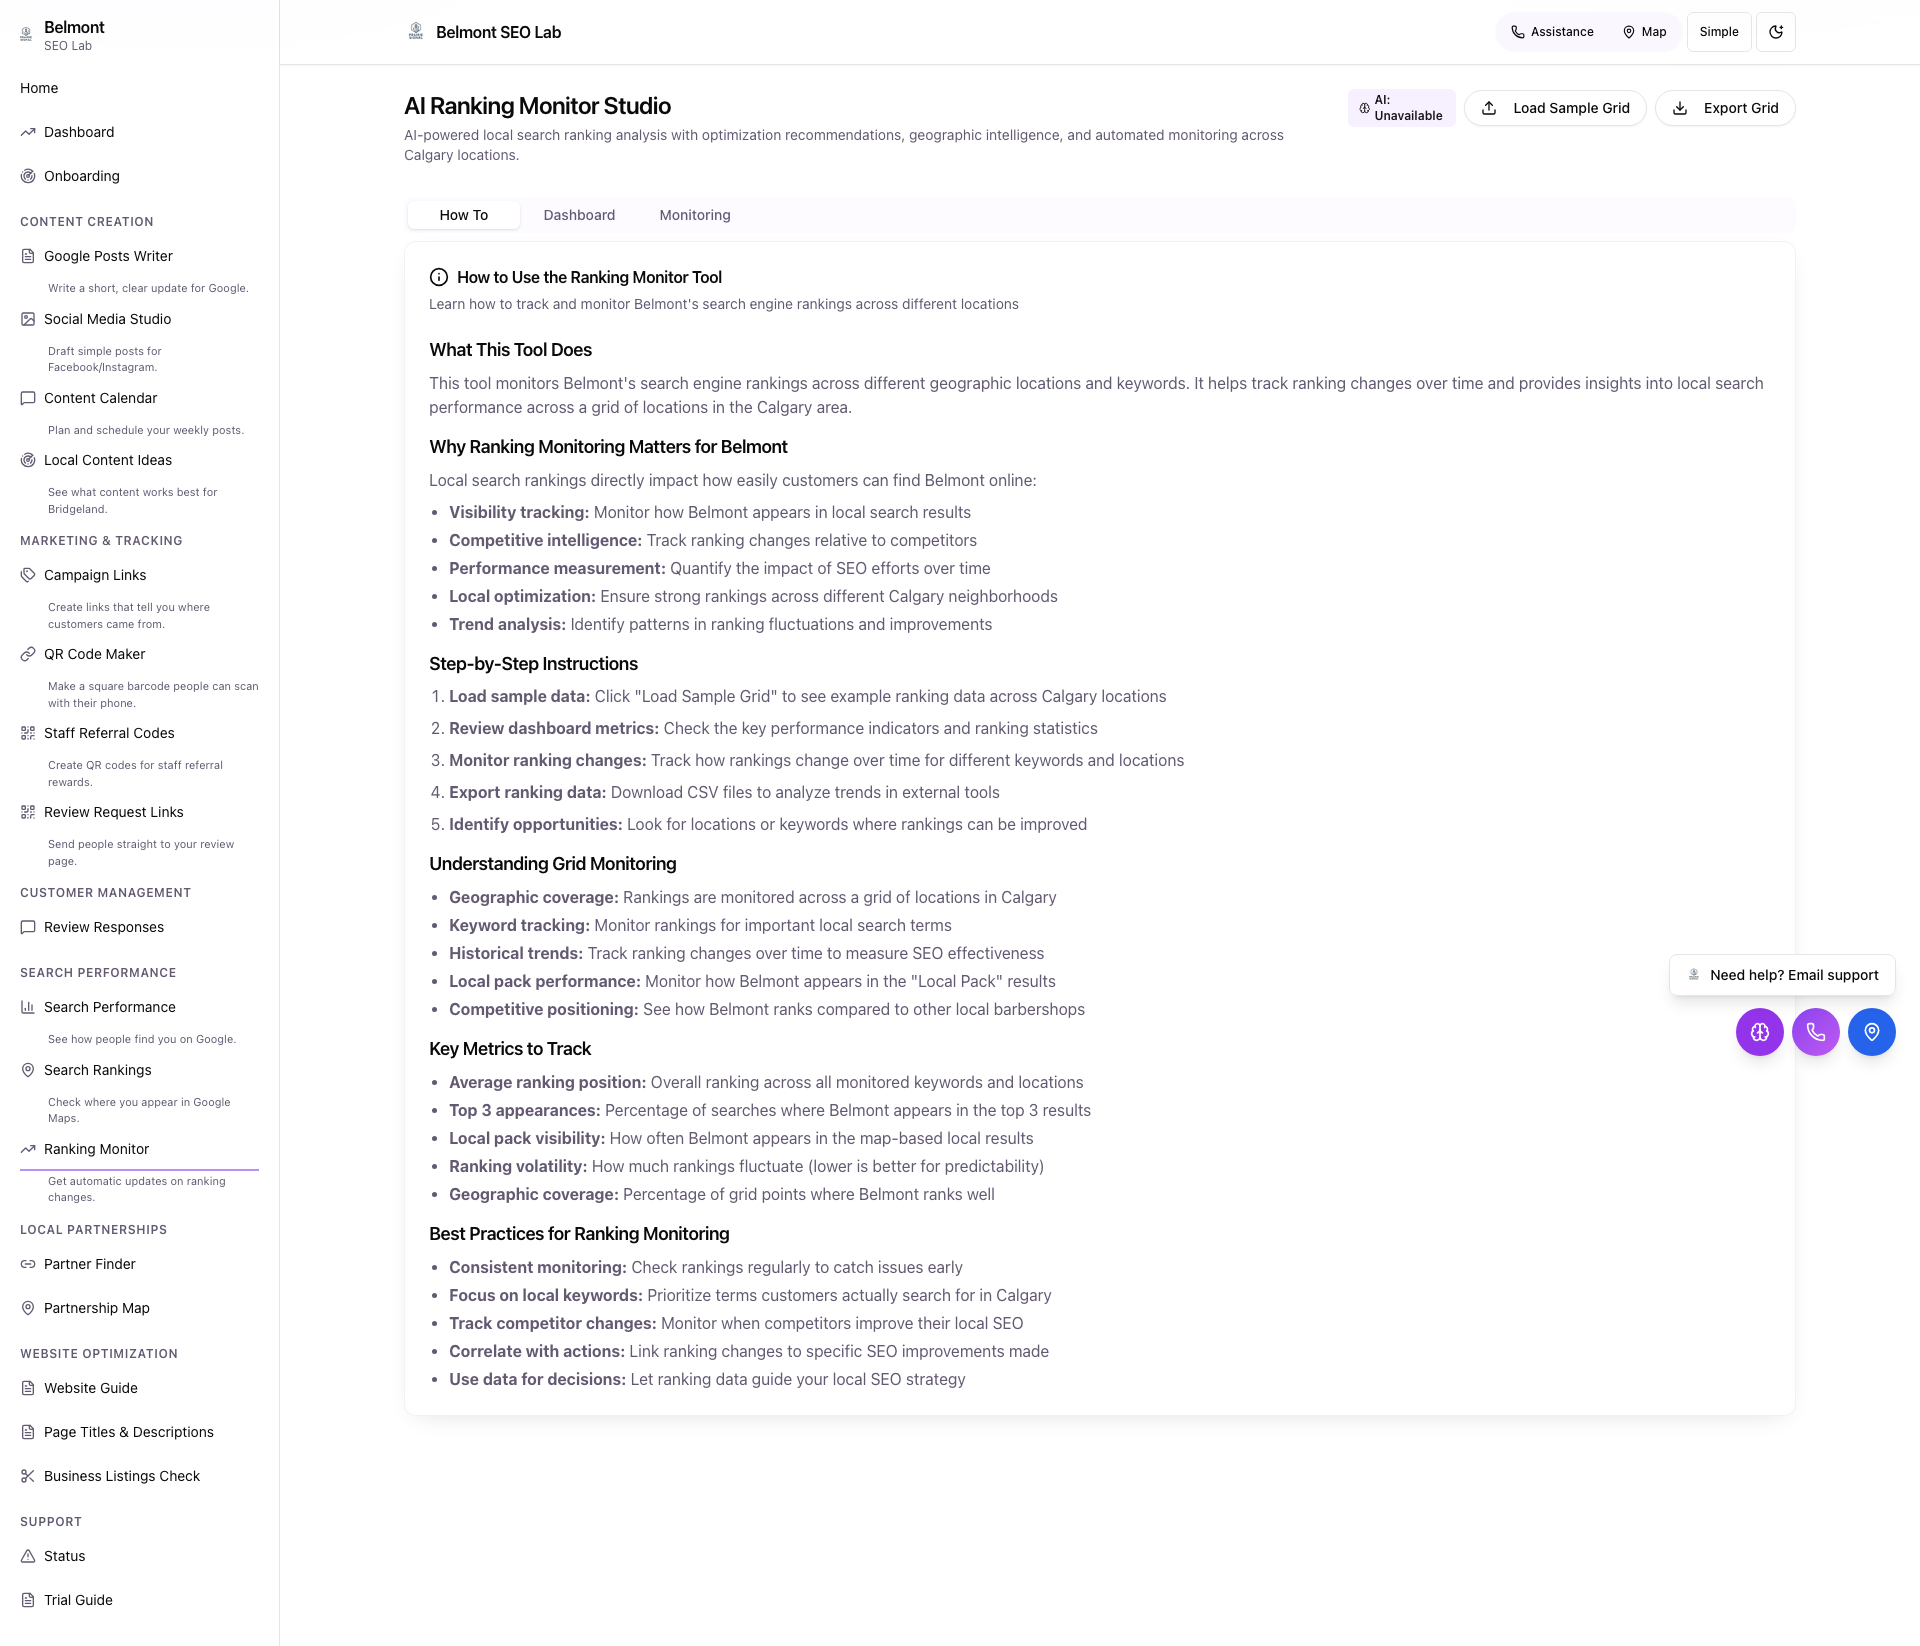 Belmont
SEO Lab
Home
Dashboard
Onboarding
CONTENT CREATION
Google Posts Writer
Write a short, clear update for Google.
Social Media Studio
Draft simple posts for
Facebook/Instagram.
Content Calendar
Plan and schedule your weekly posts.
Local Content Ideas
See what content works best for
Bridgeland.
MARKETING & TRACKING
Campaign Links
Create links that tell you where
customers came from.
QR Code Maker
Make a square barcode people can scan
with their phone.
Staff Referral Codes
Create QR codes for staff referral
rewards.
Review Request Links
Send people straight to your review
page.
CUSTOMER MANAGEMENT
Review Responses
SEARCH PERFORMANCE
Search Performance
See how people find you on Google.
Search Rankings
Check where you appear in Google
Maps.
Ranking Monitor
Get automatic updates on ranking
changes.
LOCAL PARTNERSHIPS
Partner Finder
Partnership Map
WEBSITE OPTIMIZATION
Website Guide
Page Titles & Descriptions
Business Listings Check
SUPPORT
Status
Trial Guide
Belmont SEO Lab
Assistance
Map
Simple
AI Ranking Monitor Studio
AI-powered local search ranking analysis with optimization recommendations, geographic intelligence, and automated monitoring across
Calgary locations.
AI:
Unavailable
Load Sample Grid
Export Grid
How To
Dashboard
Monitoring
How to Use the Ranking Monitor Tool
Learn how to track and monitor Belmont's search engine rankings across different locations
What This Tool Does
This tool monitors Belmont's search engine rankings across different geographic locations and keywords. It helps track ranking changes over time and provides insights into local search
performance across a grid of locations in the Calgary area.
Why Ranking Monitoring Matters for Belmont
Local search rankings directly impact how easily customers can find Belmont online:
• Visibility tracking: Monitor how Belmont appears in local search results
• Competitive intelligence: Track ranking changes relative to competitors
• Performance measurement: Quantify the impact of SEO efforts over time
• Local optimization: Ensure strong rankings across different Calgary neighborhoods
• Trend analysis: Identify patterns in ranking fluctuations and improvements
Step-by-Step Instructions
1. Load sample data: Click "Load Sample Grid" to see example ranking data across Calgary locations
2. Review dashboard metrics: Check the key performance indicators and ranking statistics
3. Monitor ranking changes: Track how rankings change over time for different keywords and locations
4. Export ranking data: Download CSV files to analyze trends in external tools
5. Identify opportunities: Look for locations or keywords where rankings can be improved
Understanding Grid Monitoring
• Geographic coverage: Rankings are monitored across a grid of locations in Calgary
• Keyword tracking: Monitor rankings for important local search terms
• Historical trends: Track ranking changes over time to measure SEO effectiveness
• Local pack performance: Monitor how Belmont appears in the "Local Pack" results
• Competitive positioning: See how Belmont ranks compared to other local barbershops
Key Metrics to Track
• Average ranking position: Overall ranking across all monitored keywords and locations
• Top 3 appearances: Percentage of searches where Belmont appears in the top 3 results
• Local pack visibility: How often Belmont appears in the map-based local results
• Ranking volatility: How much rankings fluctuate (lower is better for predictability)
• Geographic coverage: Percentage of grid points where Belmont ranks well
Best Practices for Ranking Monitoring
• Consistent monitoring: Check rankings regularly to catch issues early
• Focus on local keywords: Prioritize terms customers actually search for in Calgary
• Track competitor changes: Monitor when competitors improve their local SEO
• Correlate with actions: Link ranking changes to specific SEO improvements made
• Use data for decisions: Let ranking data guide your local SEO strategy
Need help? Email support